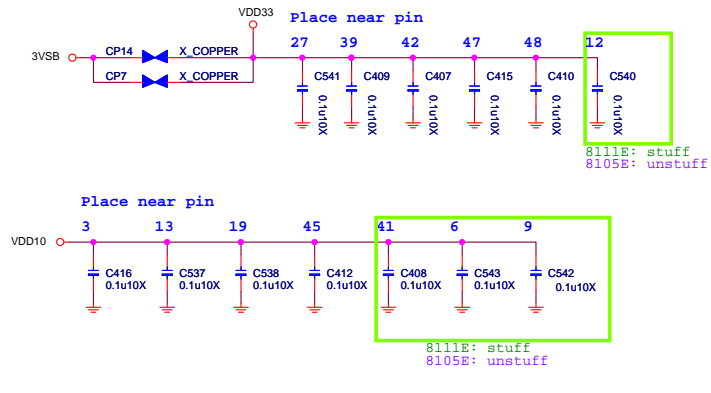 VDD33
Place near pin
27 39 42 47 48 12
3VSB
CP14 X_COPPER
CP7 X_COPPER
C541 C409 C407 C415 C410 C540
0.1u10X 0.1u10X 0.1u10X 0.1u10X 0.1u10X 0.1u10X
8111E: stuff
8105E: unstuff
Place near pin
3 13 19 45 41 6 9
VDD10
C416 C537 C538 C412 C408 C543 C542
0.1u10X 0.1u10X 0.1u10X 0.1u10X 0.1u10X 0.1u10X 0.1u10X
8111E: stuff
8105E: unstuff